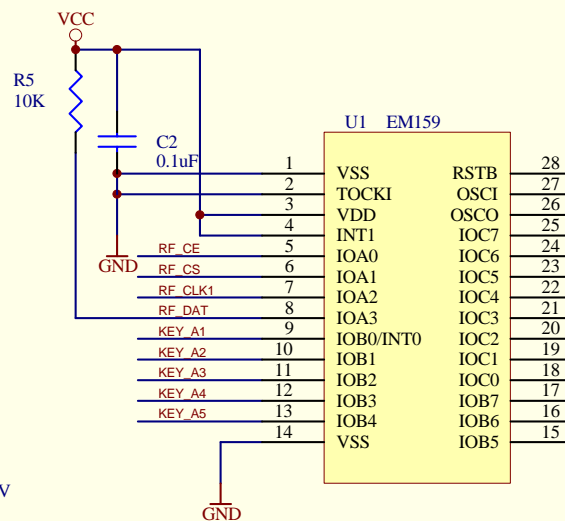 VCC
R5
10K
C2
0.1uF
GND
U1 EM159
1 VSS RSTB 28
2 TOCKI OSCI 27
3 VDD OSCO 26
4 INT1 IOC7 25
RF_CE 5 IOA0 IOC6 24
RF_CS 6 IOA1 IOC5 23
RF_CLK1 7 IOA2 IOC4 22
RF_DAT 8 IOA3 IOC3 21
KEY_A1 9 IOB0/INT0 IOC2 20
KEY_A2 10 IOB1 IOC1 19
KEY_A3 11 IOB2 IOC0 18
KEY_A4 12 IOB3 IOB7 17
KEY_A5 13 IOB4 IOB6 16
14 VSS IOB5 15
V
GND